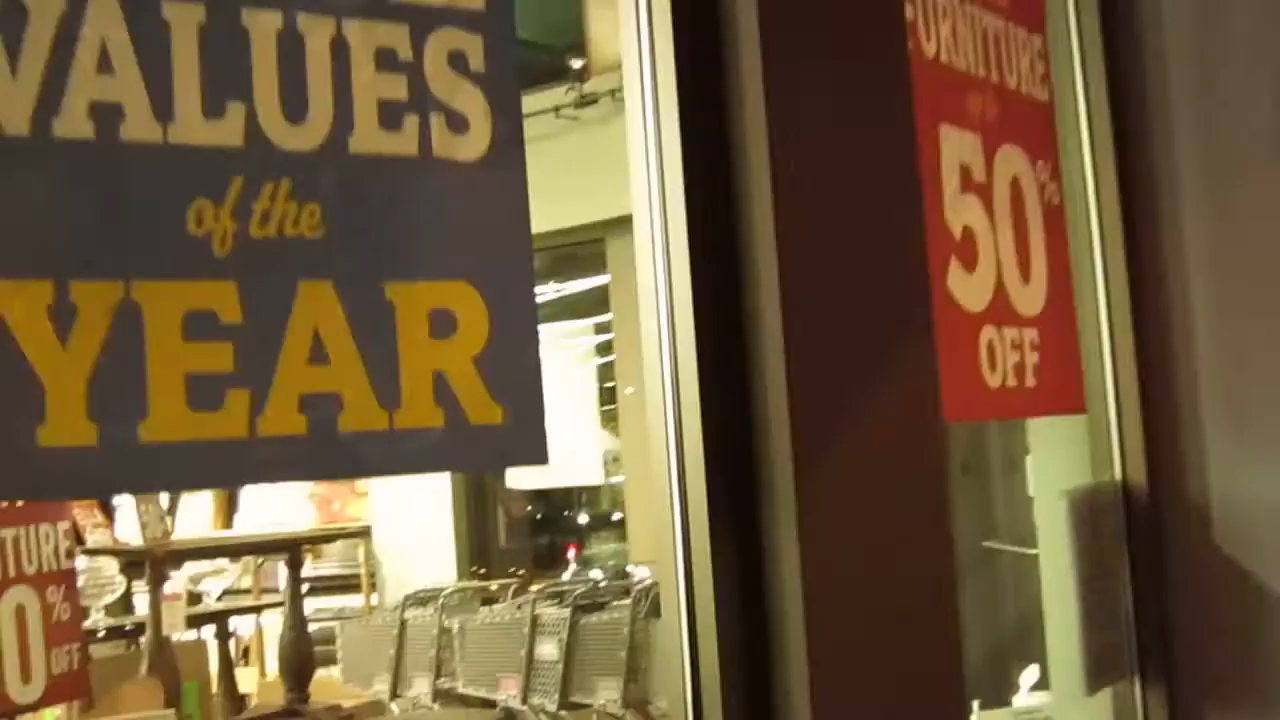 VALUES
of the
YEAR
FURNITURE
50%
OFF
TURE
0%
OFF